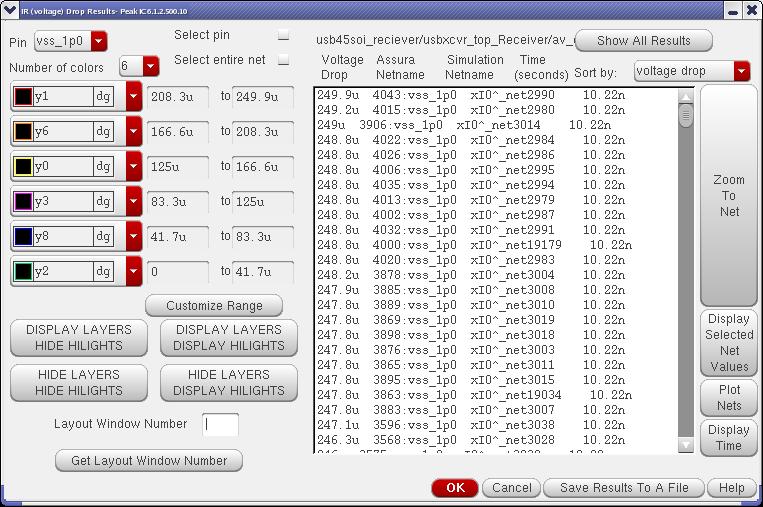 IR (voltage) Drop Results- Peak IC6.1.2.500.10
Pin vss_1p0
Select pin
Number of colors 6
Select entire net
y1 dg 208.3u to 249.9u
y6 dg 166.6u to 208.3u
y0 dg 125u to 166.6u
y3 dg 83.3u to 125u
y8 dg 41.7u to 83.3u
y2 dg 0 to 41.7u
Customize Range
DISPLAY LAYERS
HIDE HILIGHTS
DISPLAY LAYERS
DISPLAY HILIGHTS
HIDE LAYERS
HIDE HILIGHTS
HIDE LAYERS
DISPLAY HILIGHTS
Layout Window Number
Get Layout Window Number
usb45soi_reciever/usbxcvr_top_Receiver/av_
Show All Results
Voltage Drop Assura Netname Simulation Netname Time (seconds) Sort by: voltage drop
249.9u 4043:vss_1p0 xI0^_net2990 10.22n
249.2u 4015:vss_1p0 xI0^_net2980 10.22n
249u 3906:vss_1p0 xI0^_net3014 10.22n
248.8u 4022:vss_1p0 xI0^_net2984 10.22n
248.8u 4026:vss_1p0 xI0^_net2986 10.22n
248.8u 4006:vss_1p0 xI0^_net2995 10.22n
248.8u 4035:vss_1p0 xI0^_net2994 10.22n
248.8u 4013:vss_1p0 xI0^_net2979 10.22n
248.8u 4002:vss_1p0 xI0^_net2987 10.22n
248.8u 4032:vss_1p0 xI0^_net2991 10.22n
248.8u 4000:vss_1p0 xI0^_net19179 10.22n
248.8u 4020:vss_1p0 xI0^_net2983 10.22n
248.2u 3878:vss_1p0 xI0^_net3004 10.22n
247.9u 3885:vss_1p0 xI0^_net3008 10.22n
247.8u 3889:vss_1p0 xI0^_net3010 10.22n
247.8u 3869:vss_1p0 xI0^_net3019 10.22n
247.8u 3898:vss_1p0 xI0^_net3018 10.22n
247.8u 3876:vss_1p0 xI0^_net3003 10.22n
247.8u 3865:vss_1p0 xI0^_net3011 10.22n
247.8u 3895:vss_1p0 xI0^_net3015 10.22n
247.8u 3863:vss_1p0 xI0^_net19034 10.22n
247.8u 3883:vss_1p0 xI0^_net3007 10.22n
247.1u 3596:vss_1p0 xI0^_net3038 10.22n
246.3u 3568:vss_1p0 xI0^_net3028 10.22n
Zoom
To
Net
Display
Selected
Net
Values
Plot
Nets
Display
Time
OK Cancel Save Results To A File Help